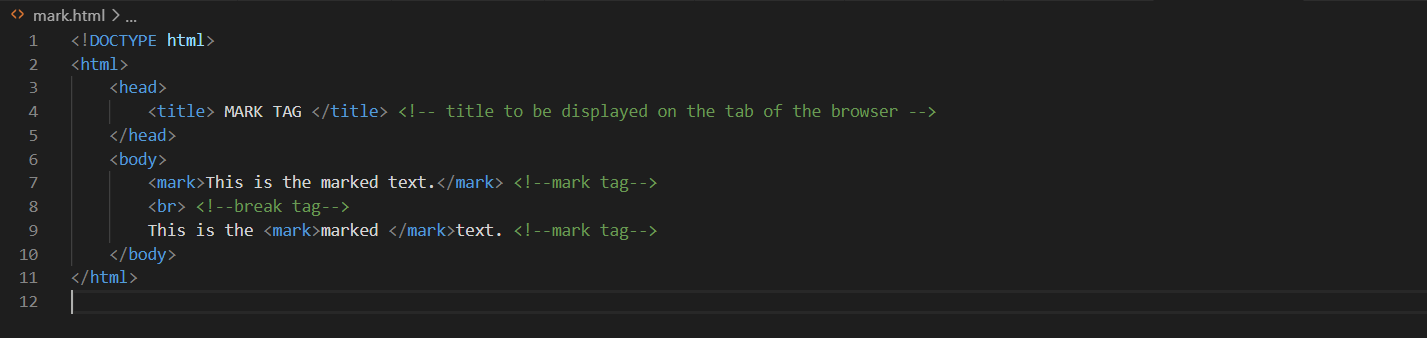 <> mark.html > ...
1 <!DOCTYPE html>
2 <html>
3     <head>
4         <title> MARK TAG </title> <!-- title to be displayed on the tab of the browser -->
5     </head>
6     <body>
7         <mark>This is the marked text.</mark> <!--mark tag-->
8         <br> <!--break tag-->
9         This is the <mark>marked </mark>text. <!--mark tag-->
10     </body>
11 </html>
12